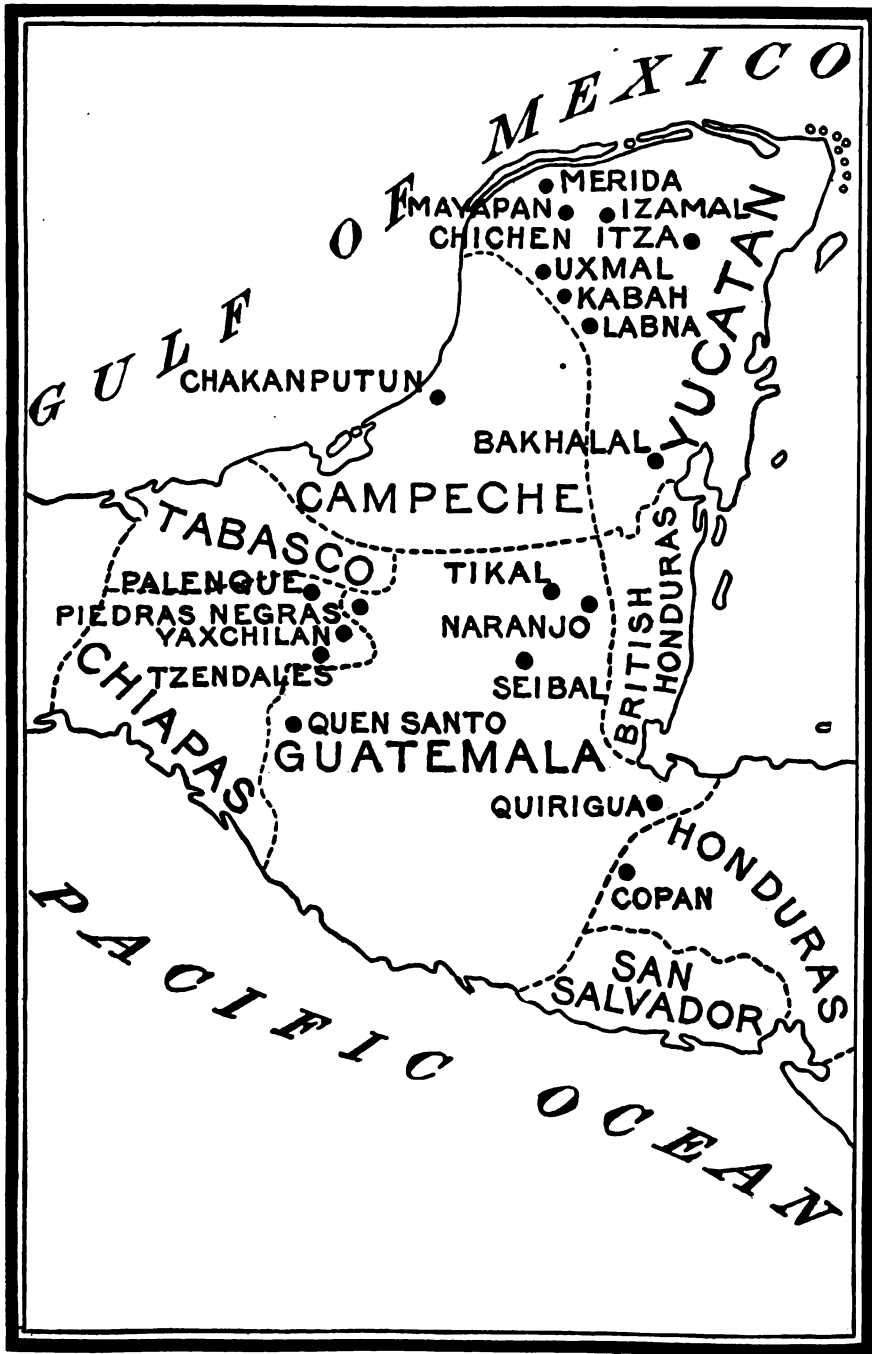 GULF OF MEXICO
MERIDA
MAYAPAN
IZAMAL
CHICHEN ITZA
UXMAL
KABAH
LABNA
YUCATAN
CHAKANPUTUN
BAKHALAL
CAMPECHE
TABASCO
BRITISH
HONDURAS
TIKAL
PALENQUE
PIEDRAS NEGRAS
NARANJO
YAXCHILAN
TZENDALES
SEIBAL
CHIAPAS
QUEN SANTO
GUATEMALA
QUIRIGUA
HONDURAS
COPAN
SAN
SALVADOR
PACIFIC OCEAN